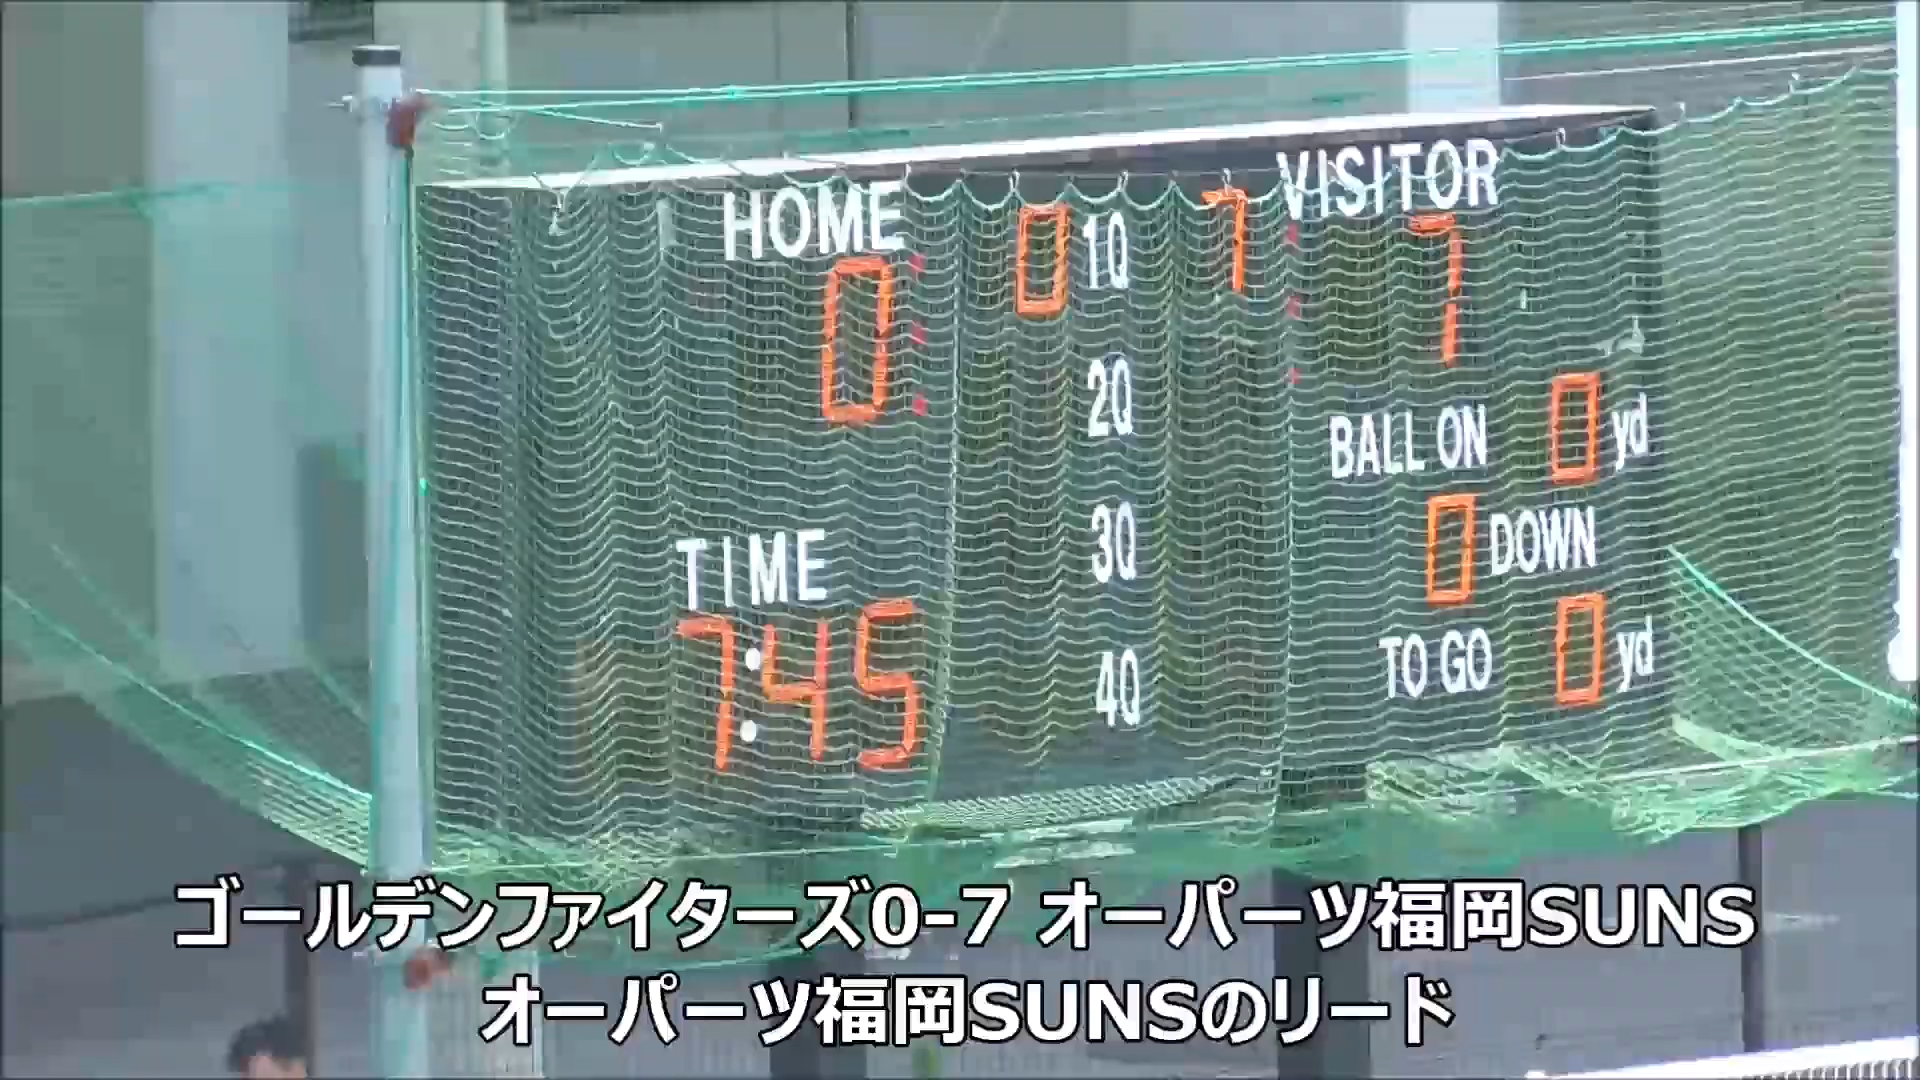 HOME
0
0 1Q 7
VISITOR
7
2Q
BALL ON 0 yd
3Q
0 DOWN
TIME
7:45
4Q
TO GO 0 yd
ゴールデンファイターズ0-7 オーパーツ福岡SUNS
オーパーツ福岡SUNSのリード